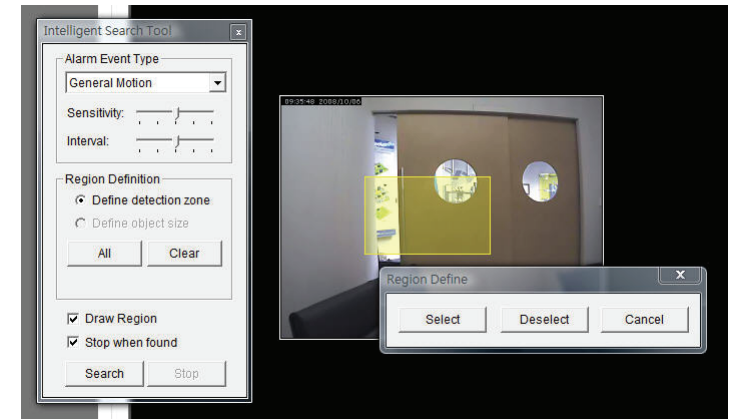 Intelligent Search Tool
x
Alarm Event Type
General Motion
Sensitivity:
Interval:
Region Definition
Define detection zone
Define object size
All Clear
Draw Region
Stop when found
Search Stop
09:35:48 2008/10/06
Region Define
x
Select Deselect Cancel